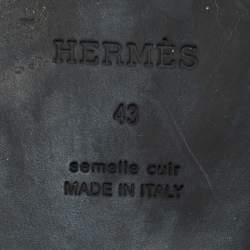 HERMÈS
43
semelle cuir
MADE IN ITALY